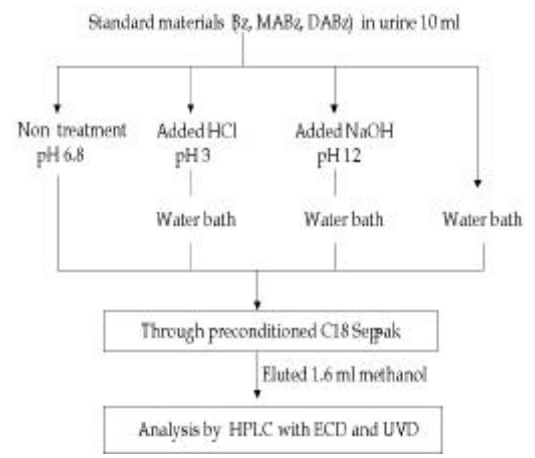 Standard materials (Bz, MABz, DABz) in urine 10 ml
Non treatment
pH 6.8
Added HCl
pH 3
Added NaOH
pH 12
Water bath
Water bath
Water bath
Through preconditioned C18 Seppak
Eluted 1.6 ml methanol
Analysis by HPLC with ECD and UVD